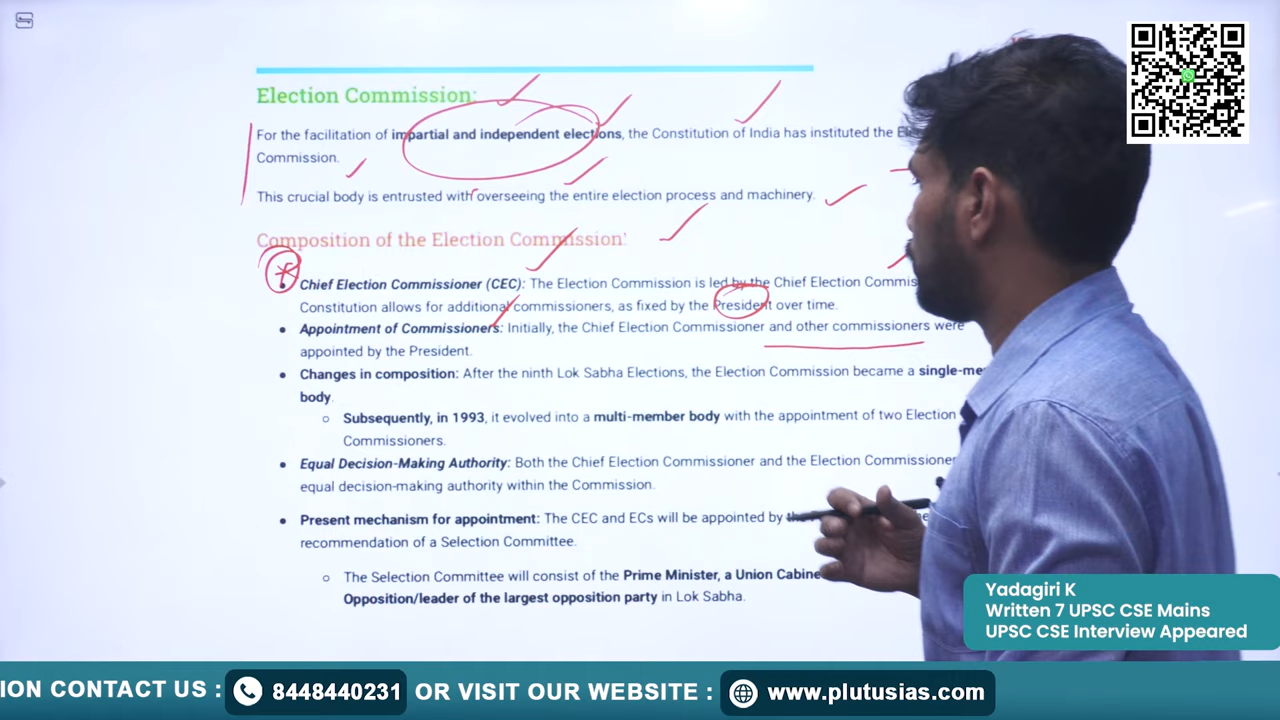 Election Commission:
For the facilitation of impartial and independent elections, the Constitution of India has instituted the
Commission.
This crucial body is entrusted with overseeing the entire election process and machinery.
Composition of the Election Commission:
• Chief Election Commissioner (CEC): The Election Commission is led by the Chief Election Commis
Constitution allows for additional commissioners, as fixed by the President over time.
• Appointment of Commissioners: Initially, the Chief Election Commissioner and other commissioners were
appointed by the President.
• Changes in composition: After the ninth Lok Sabha Elections, the Election Commission became a single-me
body.
○ Subsequently, in 1993, it evolved into a multi-member body with the appointment of two Election
Commissioners.
• Equal Decision-Making Authority: Both the Chief Election Commissioner and the Election Commissioner
equal decision-making authority within the Commission.
• Present mechanism for appointment: The CEC and ECs will be appointed by
recommendation of a Selection Committee.
○ The Selection Committee will consist of the Prime Minister, a Union Cabine
Opposition/leader of the largest opposition party in Lok Sabha.
Yadagiri K
Written 7 UPSC CSE Mains
UPSC CSE Interview Appeared
ION CONTACT US : 8448440231 OR VISIT OUR WEBSITE : www.plutusias.com